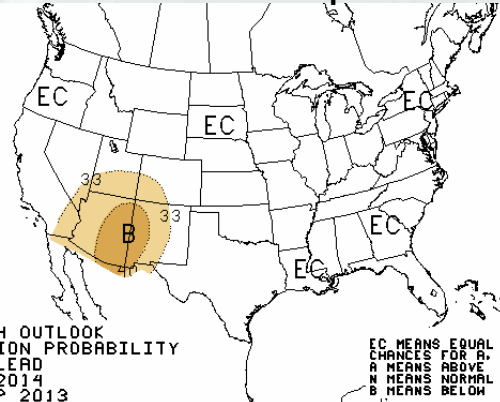 EC
EC
EC
33
33
B
EC
EC
H OUTLOOK
ION PROBABILITY
LEAD
2014
2013
EC MEANS EQUAL
CHANCES FOR A,
A MEANS ABOVE
N MEANS NORMAL
B MEANS BELOW